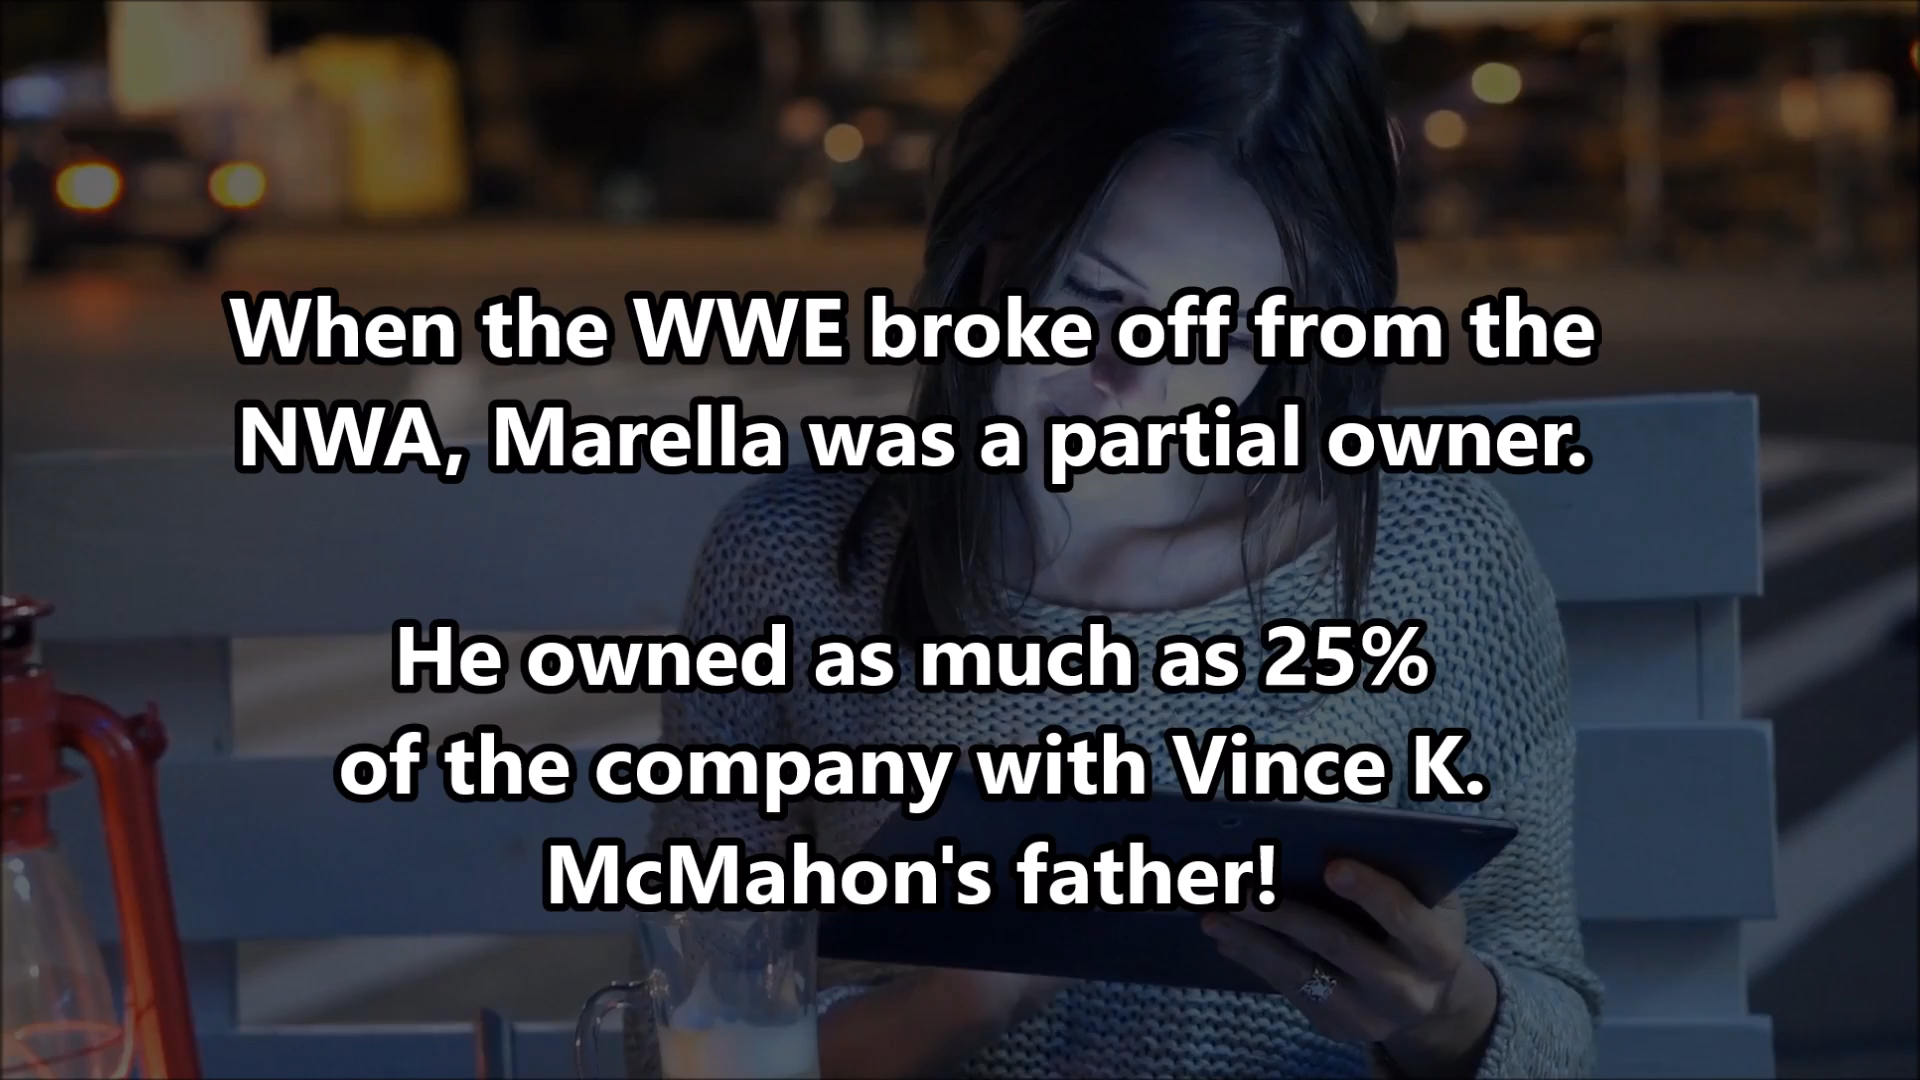 When the WWE broke off from the
NWA, Marella was a partial owner.
He owned as much as 25%
of the company with Vince K.
McMahon's father!